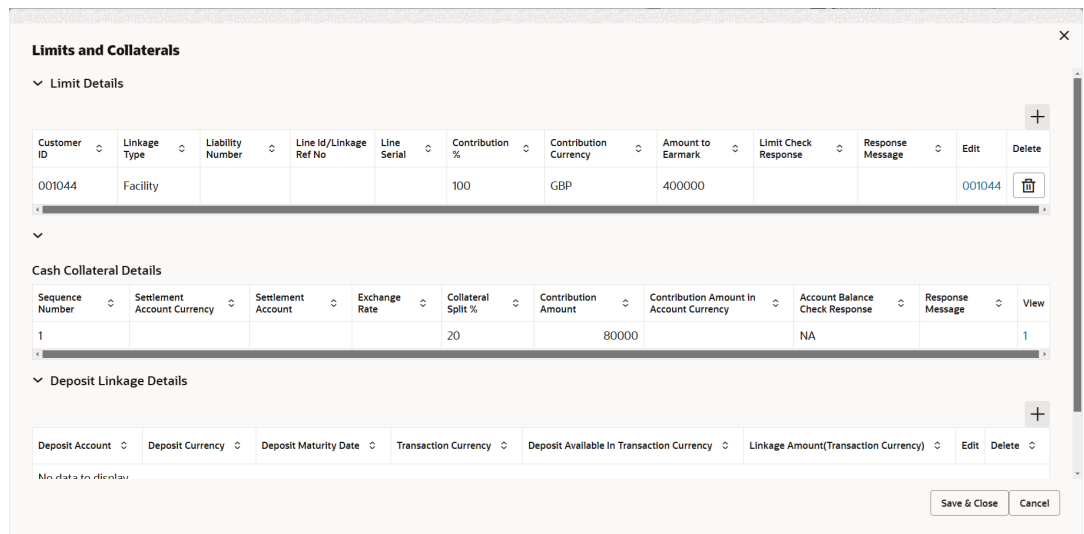 Limits and Collaterals
Limit Details
Customer ID Linkage Type Liability Number Line Id/Linkage Ref No Line Serial Contribution % Contribution Currency Amount to Earmark Limit Check Response Response Message Edit Delete
001044 Facility 100 GBP 400000 001044
Cash Collateral Details
Sequence Number Settlement Account Currency Settlement Account Exchange Rate Collateral Split % Contribution Amount Contribution Amount in Account Currency Account Balance Check Response Response Message View
1 20 80000 NA 1
Deposit Linkage Details
Deposit Account Deposit Currency Deposit Maturity Date Transaction Currency Deposit Available In Transaction Currency Linkage Amount(Transaction Currency) Edit Delete
No data to display
Save & Close Cancel